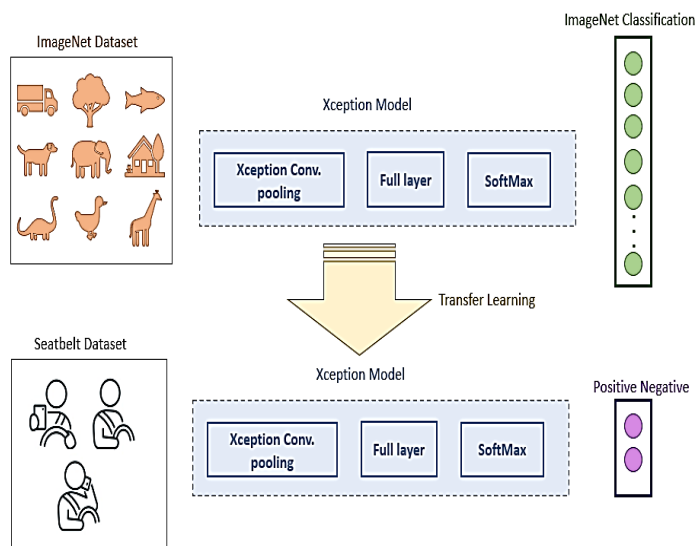 ImageNet Classification
ImageNet Dataset
Xception Model
Xception Conv.
pooling
Full layer
SoftMax
Transfer Learning
Seatbelt Dataset
Xception Model
Positive Negative
Xception Conv.
pooling
Full layer
SoftMax